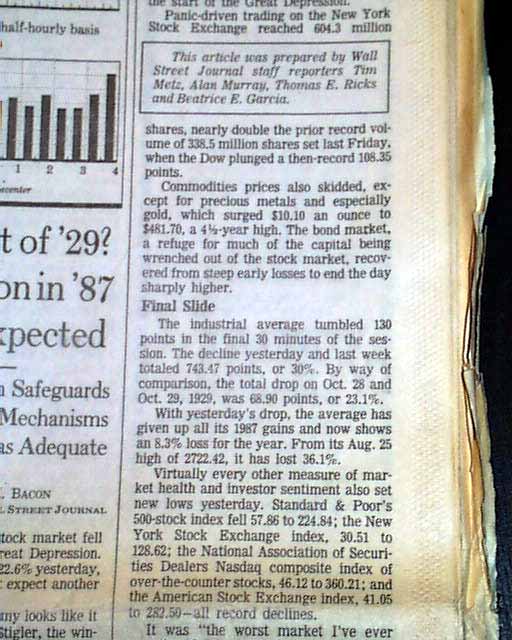 half-hourly basis
1 2 3 4
t of '29?
on in '87
xpected
Safeguards
Mechanisms
as Adequate
. BACON
STREET JOURNAL
tock market fell
reat Depression.
22.6% yesterday,
expect another
ny looks like it
Stigler, the win-
the start of the Great Depression.
Panic-driven trading on the New York
Stock Exchange reached 604.3 million
This article was prepared by Wall
Street Journal staff reporters Tim
Metz, Alan Murray, Thomas E. Ricks
and Beatrice E. Garcia.
shares, nearly double the prior record vol-
ume of 338.5 million shares set last Friday,
when the Dow plunged a then-record 108.35
points.
Commodities prices also skidded, ex-
cept for precious metals and especially
gold, which surged $10.10 an ounce to
$481.70, a 4½-year high. The bond market,
a refuge for much of the capital being
wrenched out of the stock market, recov-
ered from steep early losses to end the day
sharply higher.
Final Slide
The industrial average tumbled 130
points in the final 30 minutes of the ses-
sion. The decline yesterday and last week
totaled 743.47 points, or 30%. By way of
comparison, the total drop on Oct. 28 and
Oct. 29, 1929, was 68.90 points, or 23.1%.
With yesterday's drop, the average has
given up all its 1987 gains and now shows
an 8.3% loss for the year. From its Aug. 25
high of 2722.42, it has lost 36.1%.
Virtually every other measure of mar-
ket health and investor sentiment also set
new lows yesterday. Standard & Poor's
500-stock index fell 57.86 to 224.84; the New
York Stock Exchange index, 30.51 to
128.62; the National Association of Securi-
ties Dealers Nasdaq composite index of
over-the-counter stocks, 46.12 to 360.21; and
the American Stock Exchange index, 41.05
to 282.50—all record declines.
It was "the worst market I've ever